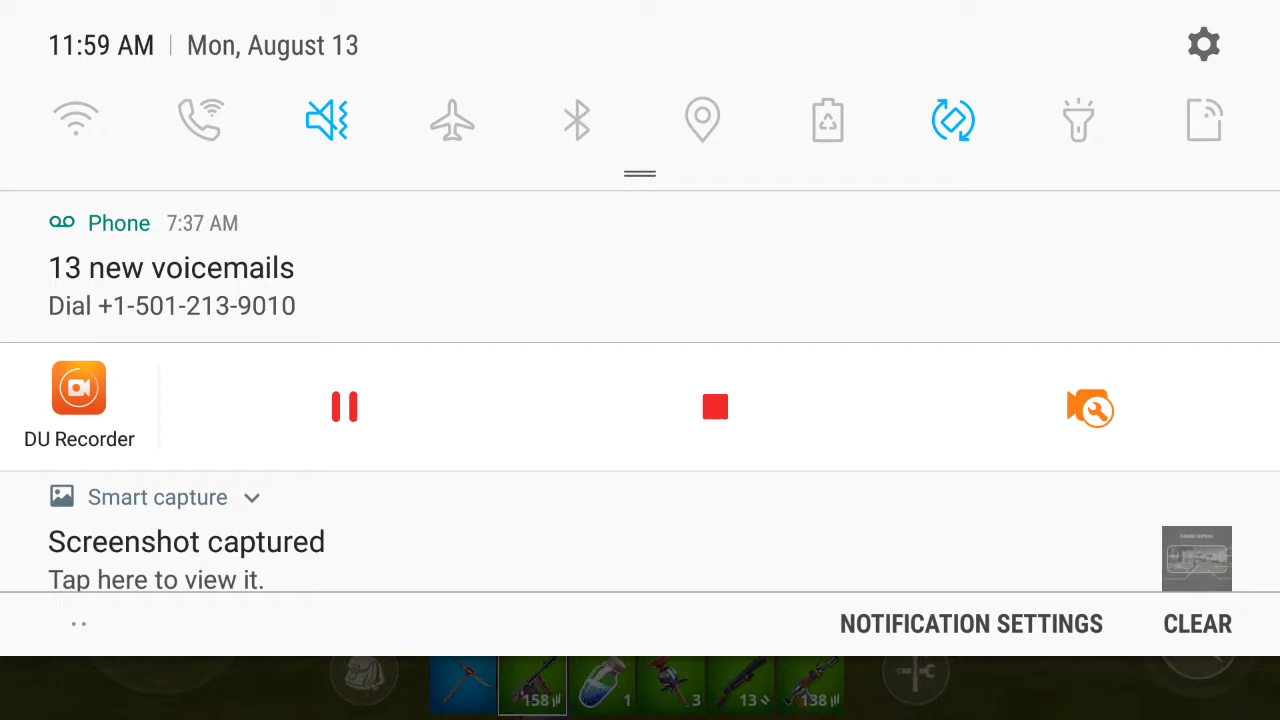 11:59 AM | Mon, August 13
Phone 7:37 AM
13 new voicemails
Dial +1-501-213-9010
DU Recorder
Smart capture
Screenshot captured
Tap here to view it.
NOTIFICATION SETTINGS CLEAR
158 1 3 13 138